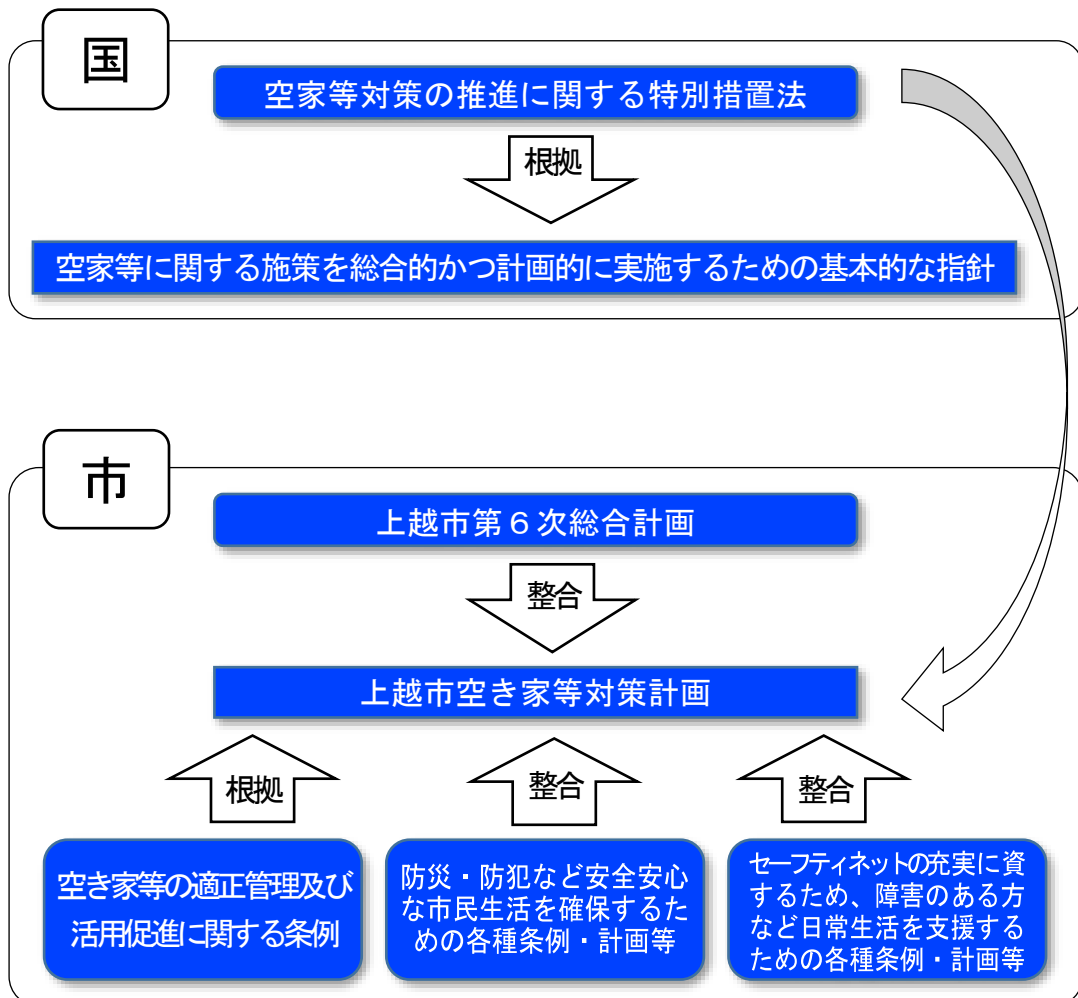 国
空家等対策の推進に関する特別措置法
根拠
空家等に関する施策を総合的かつ計画的に実施するための基本的な指針
市
上越市第６次総合計画
整合
上越市空き家等対策計画
根拠
整合
整合
空き家等の適正管理及び
活用促進に関する条例
防災・防犯など安全安心
な市民生活を確保するた
めの各種条例・計画等
セーフティネットの充実に資
するため、障害のある方
など日常生活を支援する
ための各種条例・計画等